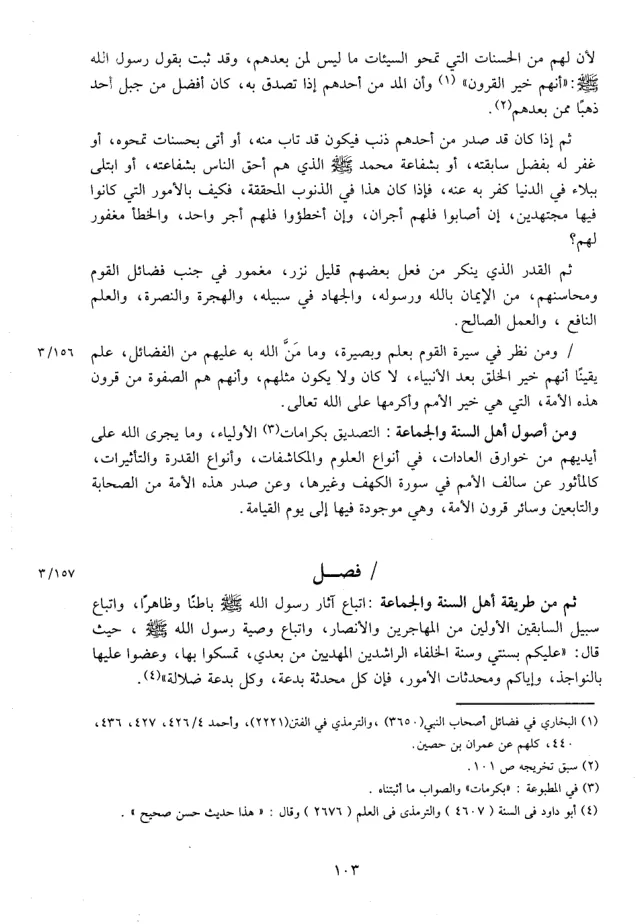 لأن لهم من الحسنات التي تمحو السيئات ما ليس لمن بعدهم، وقد ثبت بقول رسول الله
ﷺ:«أنهم خير القرون» (١) وأن المد من أحدهم إذا تصدق به، كان أفضل من جبل أحد
ذهبًا ممن بعدهم(٢).
ثم إذا كان قد صدر من أحدهم ذنب فيكون قد تاب منه، أو أتى بحسنات تمحوه، أو
غفر له بفضل سابقته، أو بشفاعة محمد ﷺ الذي هم أحق الناس بشفاعته، أو ابتلى
ببلاء في الدنيا كفر به عنه، فإذا كان هذا في الذنوب المحققة، فكيف بالأمور التي كانوا
فيها مجتهدين، إن أصابوا فلهم أجران، وإن أخطؤوا فلهم أجر واحد، والخطأ مغفور
لهم؟
ثم القدر الذي ينكر من فعل بعضهم قليل نزر، مغمور في جنب فضائل القوم
ومحاسنهم، من الإيمان بالله ورسوله، والجهاد في سبيله، والهجرة والنصرة، والعلم
النافع ، والعمل الصالح.
٣/١٥٦ / ومن نظر في سيرة القوم بعلم وبصيرة، وما مَنَّ الله به عليهم من الفضائل، علم
يقينًا أنهم خير الخلق بعد الأنبياء، لا كان ولا يكون مثلهم، وأنهم هم الصفوة من قرون
هذه الأمة، التي هي خير الأمم وأكرمها على الله تعالى.
ومن أصول أهل السنة والجماعة : التصديق بكرامات(٣) الأولياء، وما يجرى الله على
أيديهم من خوارق العادات، في أنواع العلوم والمكاشفات، وأنواع القدرة والتأثيرات،
كالمأثور عن سالف الأمم في سورة الكهف وغيرها، وعن صدر هذه الأمة من الصحابة
والتابعين وسائر قرون الأمة، وهي موجودة فيها إلى يوم القيامة.
٣/١٥٧ / فصــل
ثم من طريقة أهل السنة والجماعة :اتباع آثار رسول الله ﷺ باطنًا وظاهرًا، واتباع
سبيل السابقين الأولين من المهاجرين والأنصار، واتباع وصية رسول الله ﷺ ، حيث
قال: «عليكم بسنتي وسنة الخلفاء الراشدين المهديين من بعدي، تمسكوا بها، وعضوا عليها
بالنواجذ، وإياكم ومحدثات الأمور، فإن كل محدثة بدعة، وكل بدعة ضلالة»(٤).
(١) البخاري في فضائل أصحاب النبي(٣٦٥٠) ،والترمذي في الفتن(٢٢٢١)، وأحمد ٤٢٦/٤، ٤٢٧، ٤٣٦،
٤٤٠، كلهم عن عمران بن حصين.
(٢) سبق تخريجه ص ١٠١.
(٣) في المطبوعة : «بكرمات» والصواب ما أثبتناه .
(٤) أبو داود فى السنة ( ٤٦٠٧ ) والترمذى فى العلم ( ٢٦٧٦ ) وقال : « هذا حديث حسن صحيح » .
١٠٣